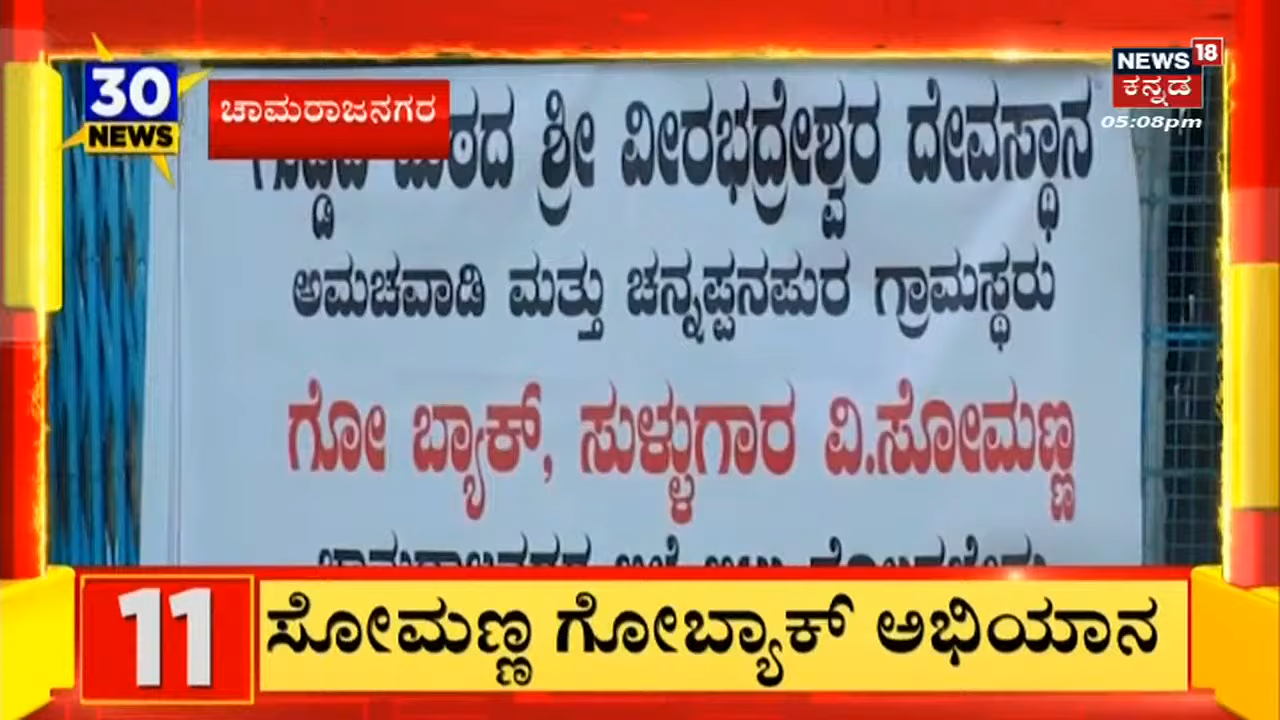 30
NEWS
ಚಾಮರಾಜನಗರ
NEWS 18
ಕನ್ನಡ
05:08pm
ಶ್ರೀ ವೀರಭದ್ರೇಶ್ವರ ದೇವಸ್ಥಾನ
ಅಮಚವಾಡಿ ಮತ್ತು ಚನ್ನಪ್ಪನಪುರ ಗ್ರಾಮಸ್ಥರು
ಗೋ ಬ್ಯಾಕ್, ಸುಳ್ಳುಗಾರ ವಿ.ಸೋಮಣ್ಣ
11
ಸೋಮಣ್ಣ ಗೋಬ್ಯಾಕ್ ಅಭಿಯಾನ